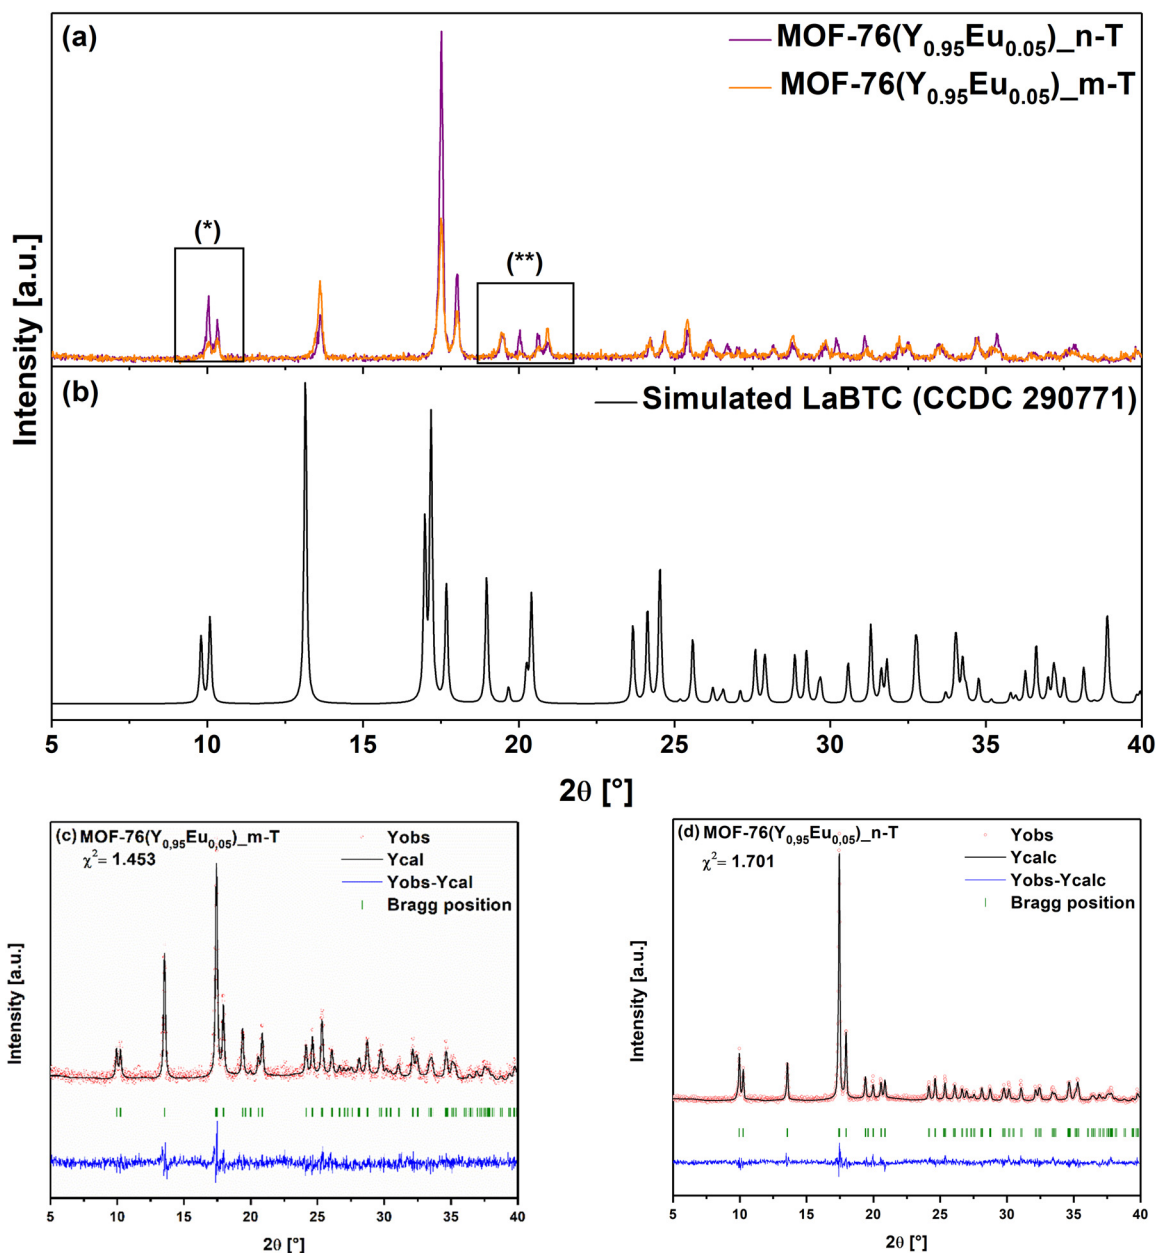 (a)
MOF-76(Y0.95Eu0.05)_n-T
MOF-76(Y0.95Eu0.05)_m-T
(*)
(**)
Intensity [a.u.]
(b)
Simulated LaBTC (CCDC 290771)
5 10 15 20 25 30 35 40
2θ [°]
(c) MOF-76(Y0,95Eu0,05)_m-T
χ2= 1.453
Yobs
Ycal
Yobs-Ycal
Bragg position
Intensity [a.u.]
5 10 15 20 25 30 35 40
2θ [°]
(d) MOF-76(Y0,95Eu0,05)_n-T
χ2= 1.701
Yobs
Ycalc
Yobs-Ycalc
Bragg position
Intensity [a.u.]
5 10 15 20 25 30 35 40
2θ [°]